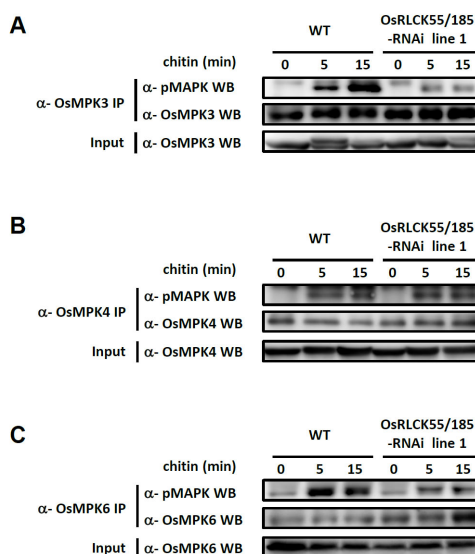 A
WT
OsRLCK55/185
-RNAi line 1
chitin (min) 0 5 15 0 5 15
α- OsMPK3 IP
α- pMAPK WB
α- OsMPK3 WB
Input α- OsMPK3 WB
B
WT
OsRLCK55/185
-RNAi line 1
chitin (min) 0 5 15 0 5 15
α- OsMPK4 IP
α- pMAPK WB
α- OsMPK4 WB
Input α- OsMPK4 WB
C
WT
OsRLCK55/185
-RNAi line 1
chitin (min) 0 5 15 0 5 15
α- OsMPK6 IP
α- pMAPK WB
α- OsMPK6 WB
Input α- OsMPK6 WB